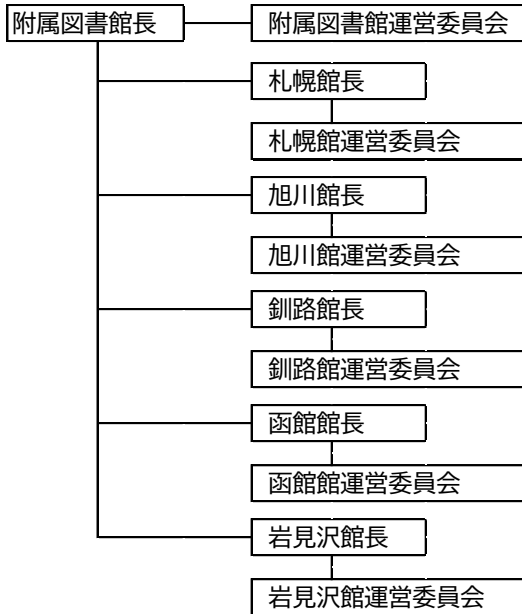 附属図書館長
附属図書館運営委員会
札幌館長
札幌館運営委員会
旭川館長
旭川館運営委員会
釧路館長
釧路館運営委員会
函館館長
函館館運営委員会
岩見沢館長
岩見沢館運営委員会